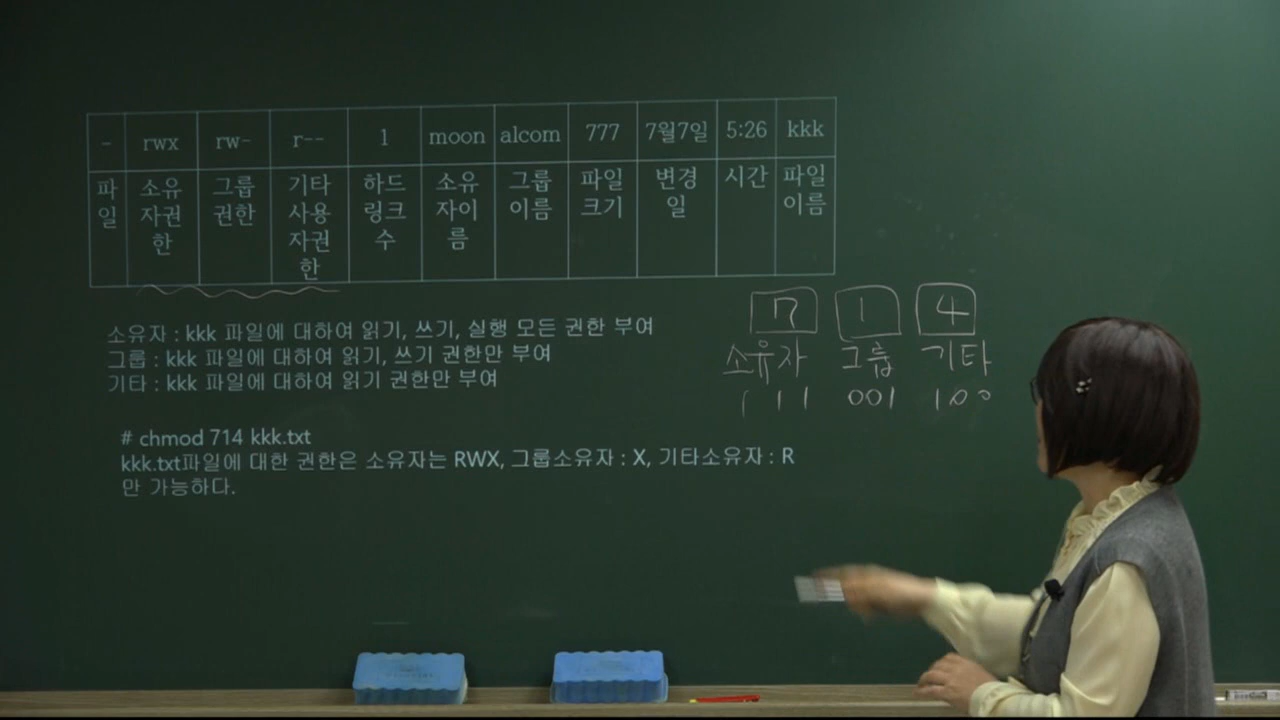 - rwx rw- r-- 1 moon alcom 777 7월7일 5:26 kkk
파일 소유자권한 그룹권한 기타사용자권한 하드링크수 소유자이름 그룹이름 파일크기 변경일 시간 파일이름
7 1 4
소유자 그룹 기타
111 001 100
소유자 : kkk 파일에 대하여 읽기, 쓰기, 실행 모든 권한 부여
그룹 : kkk 파일에 대하여 읽기, 쓰기 권한만 부여
기타 : kkk 파일에 대하여 읽기 권한만 부여
# chmod 714 kkk.txt
kkk.txt파일에 대한 권한은 소유자는 RWX, 그룹소유자 : X, 기타소유자 : R
만 가능하다.